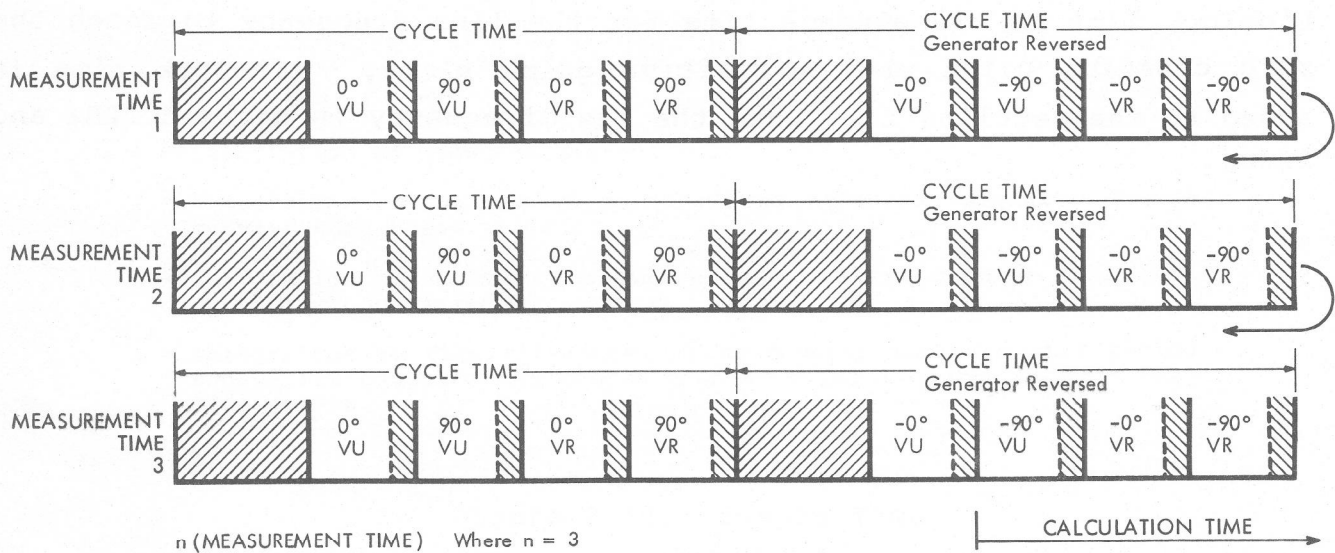 CYCLE TIME CYCLE TIME
Generator Reversed
MEASUREMENT
TIME
1
0° 90° 0° 90° -0° -90° -0° -90°
VU VU VR VR VU VU VR VR
CYCLE TIME CYCLE TIME
Generator Reversed
MEASUREMENT
TIME
2
0° 90° 0° 90° -0° -90° -0° -90°
VU VU VR VR VU VU VR VR
CYCLE TIME CYCLE TIME
Generator Reversed
MEASUREMENT
TIME
3
0° 90° 0° 90° -0° -90° -0° -90°
VU VU VR VR VU VU VR VR
n (MEASUREMENT TIME) Where n = 3
CALCULATION TIME